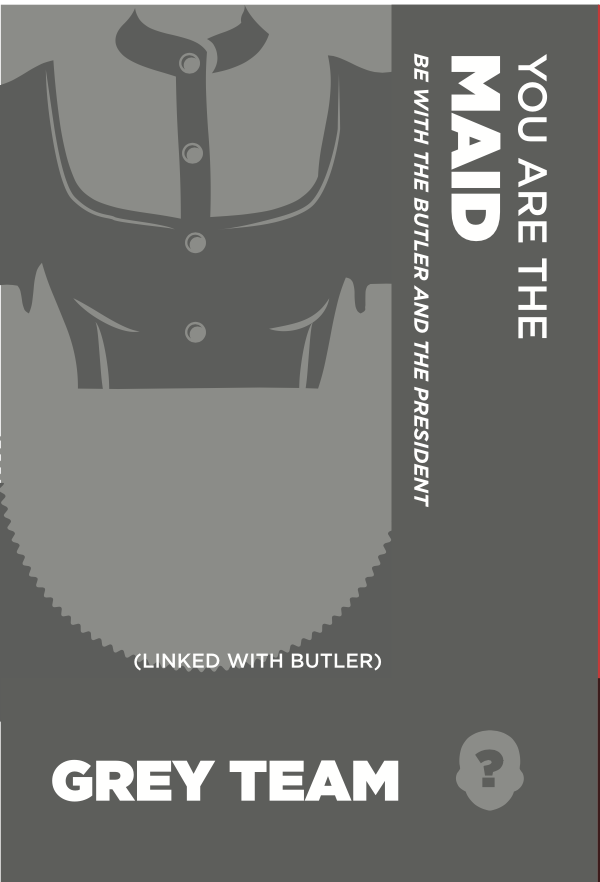 YOU ARE THE
MAID
BE WITH THE BUTLER AND THE PRESIDENT
(LINKED WITH BUTLER)
GREY TEAM
?